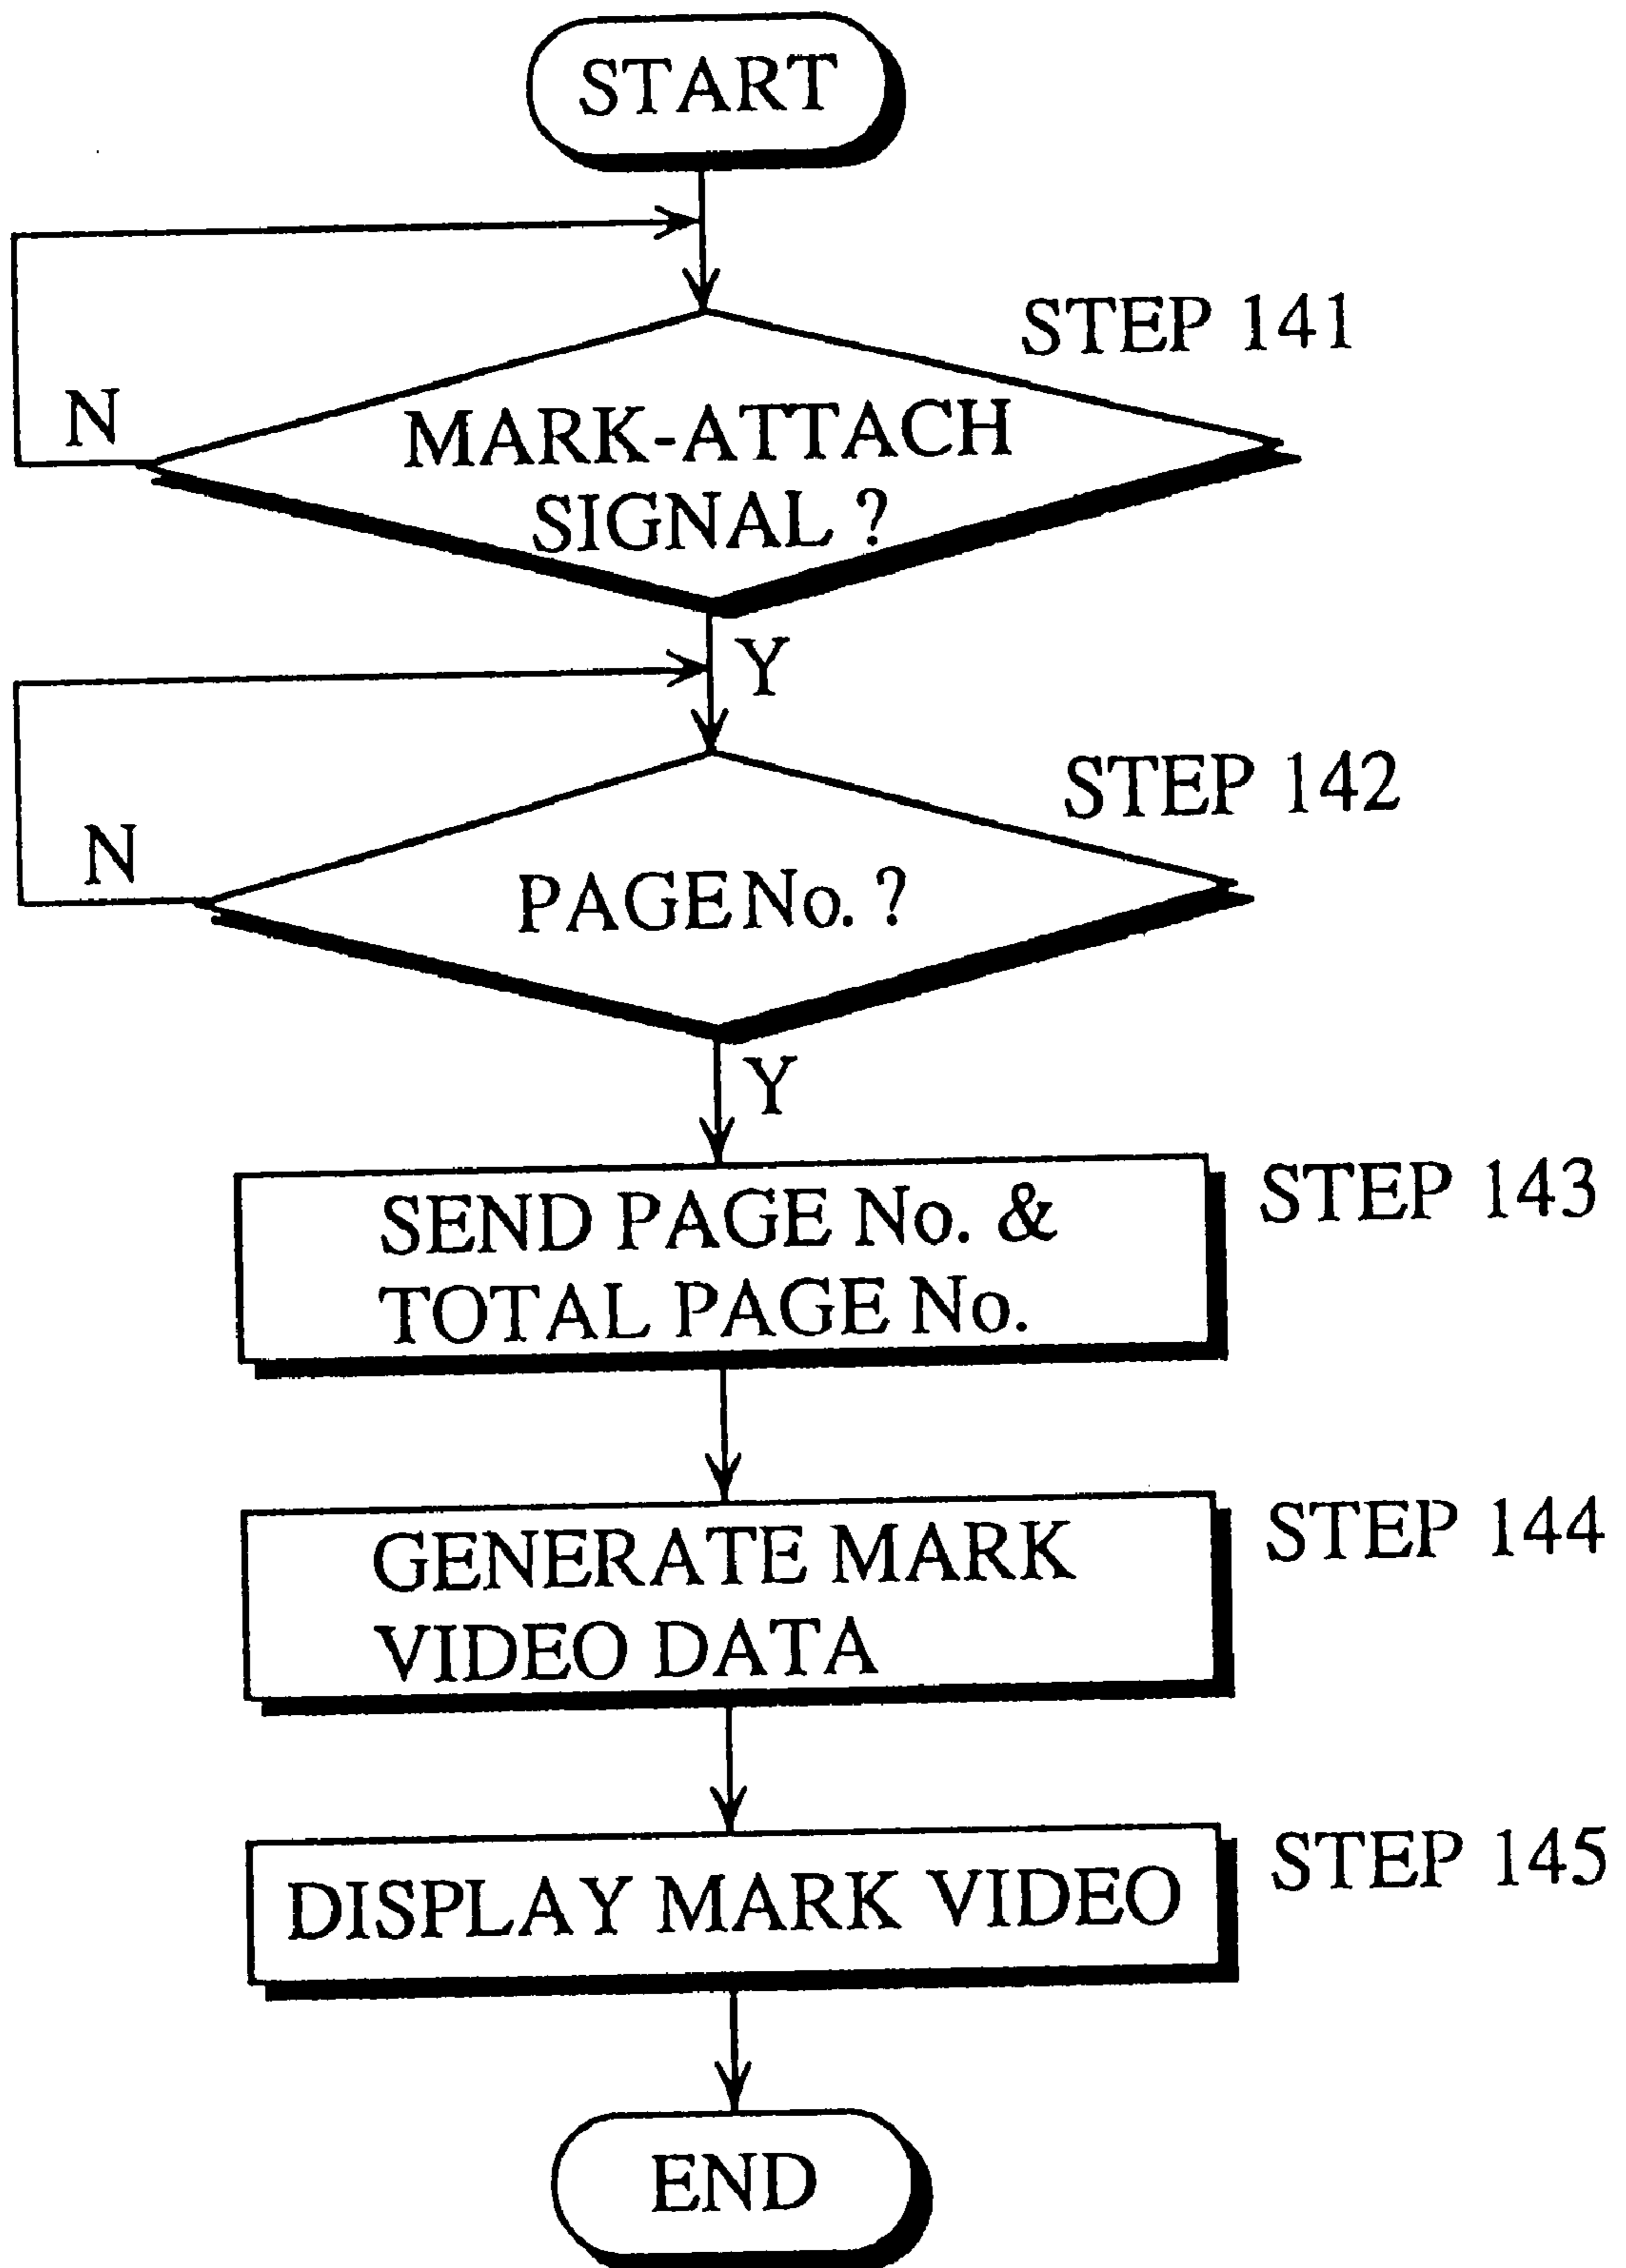 START
STEP 141
N
MARK-ATTACH
SIGNAL ?
Y
STEP 142
N
PAGE No. ?
Y
STEP 143
SEND PAGE No. &
TOTAL PAGE No.
STEP 144
GENERATE MARK
VIDEO DATA
STEP 145
DISPLAY MARK VIDEO
END